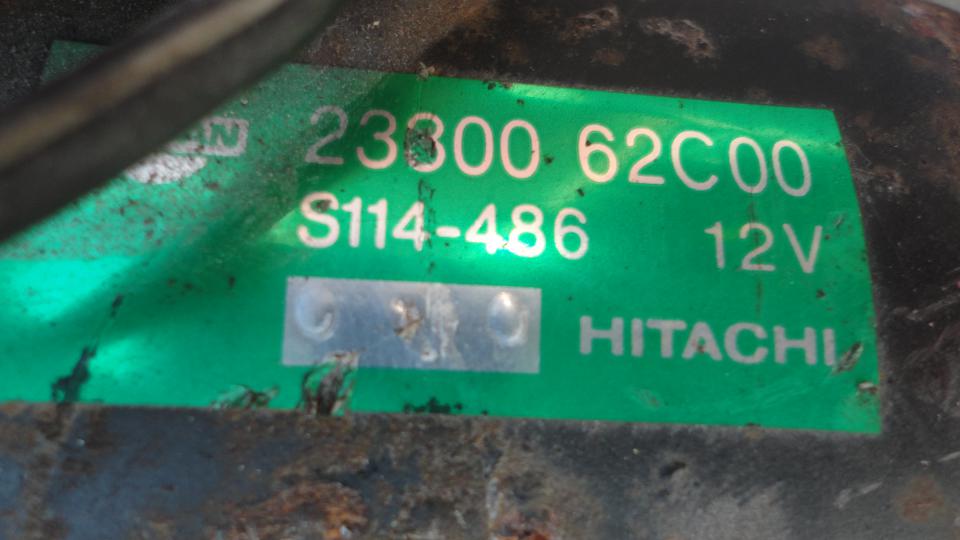 23300 62C00
S114-486 12V
HITACHI